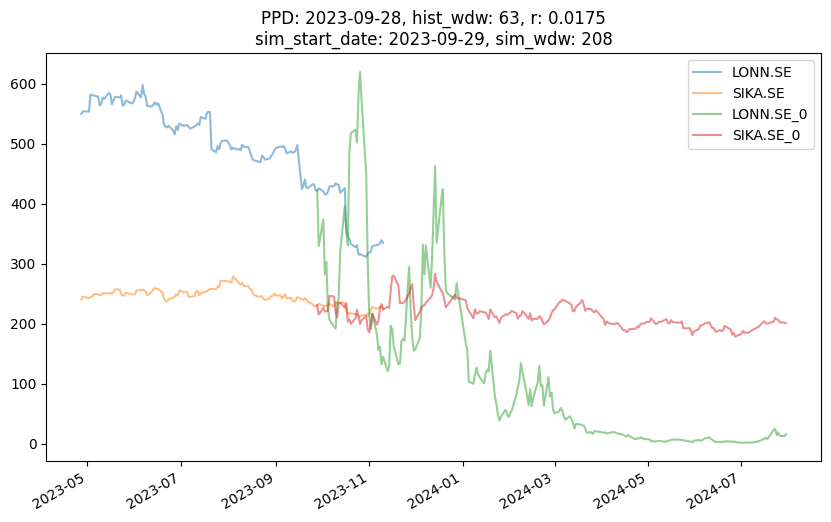 PPD: 2023-09-28, hist_wdw: 63, r: 0.0175
sim_start_date: 2023-09-29, sim_wdw: 208
LONN.SE
SIKA.SE
LONN.SE_0
SIKA.SE_0
600
500
400
300
200
100
0
2023-05
2023-07
2023-09
2023-11
2024-01
2024-03
2024-05
2024-07